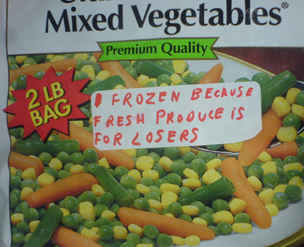 Mixed Vegetables®
Premium Quality
2 LB
BAG
FROZEN BECAUSE
FRESH PRODUCE IS
FOR LOSERS